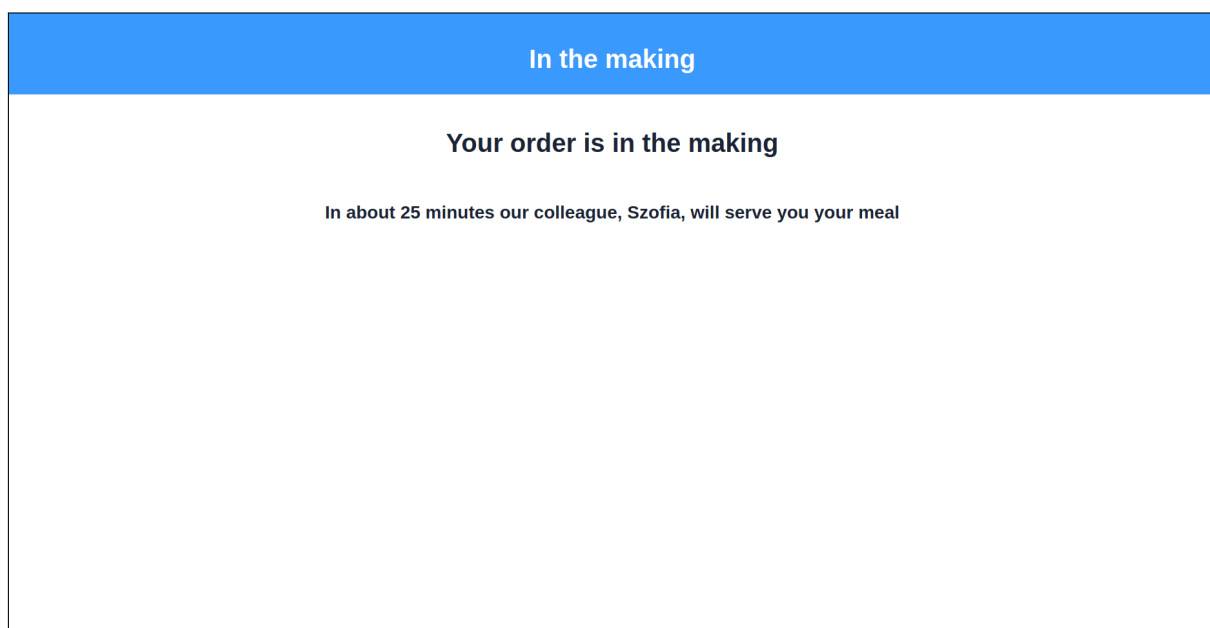 In the making
Your order is in the making
In about 25 minutes our colleague, Szofia, will serve you your meal